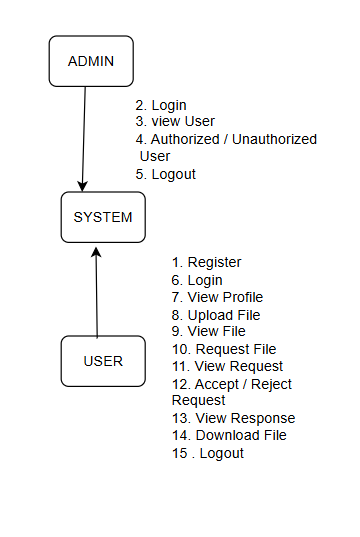 ADMIN
2. Login
3. view User
4. Authorized / Unauthorized
User
5. Logout
SYSTEM
1. Register
6. Login
7. View Profile
8. Upload File
9. View File
10. Request File
11. View Request
12. Accept / Reject
Request
13. View Response
14. Download File
15 . Logout
USER